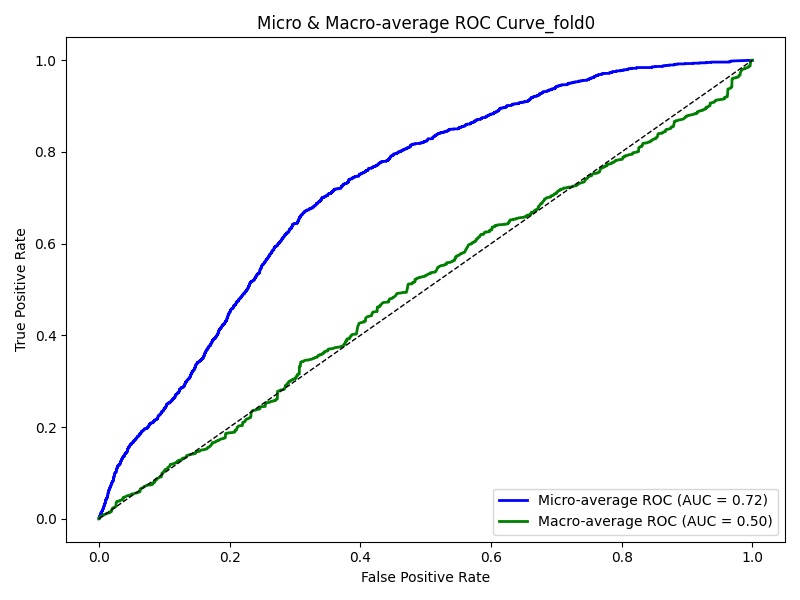 Micro & Macro-average ROC Curve_fold0
True Positive Rate
1.0
0.8
0.6
0.4
0.2
0.0
0.0 0.2 0.4 0.6 0.8 1.0
False Positive Rate
Micro-average ROC (AUC = 0.72)
Macro-average ROC (AUC = 0.50)